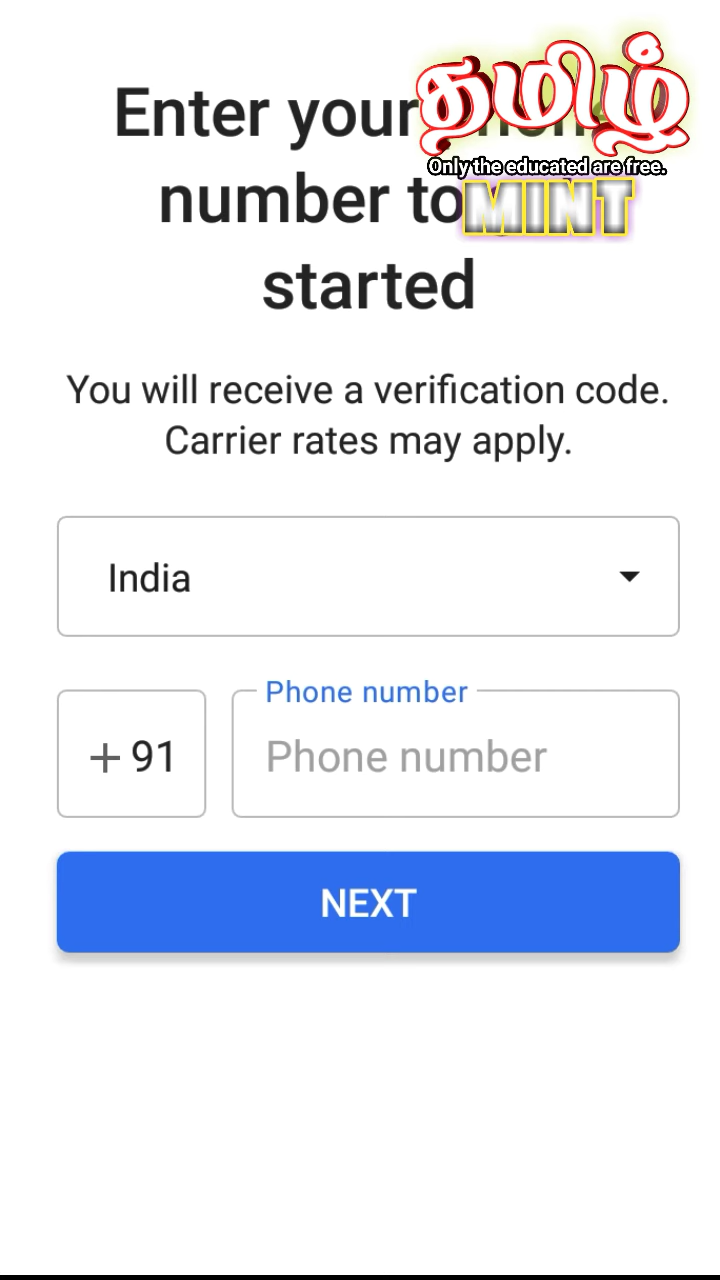 Enter your
number to
started
தமிழ்
Only the educated are free.
MINT
You will receive a verification code.
Carrier rates may apply.
India
Phone number
+ 91
Phone number
NEXT